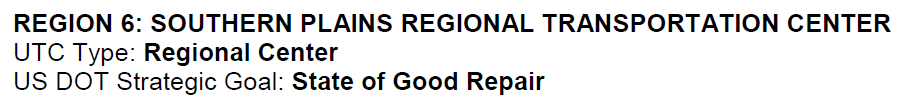 REGION 6: SOUTHERN PLAINS REGIONAL TRANSPORTATION CENTER
UTC Type: Regional Center
US DOT Strategic Goal: State of Good Repair